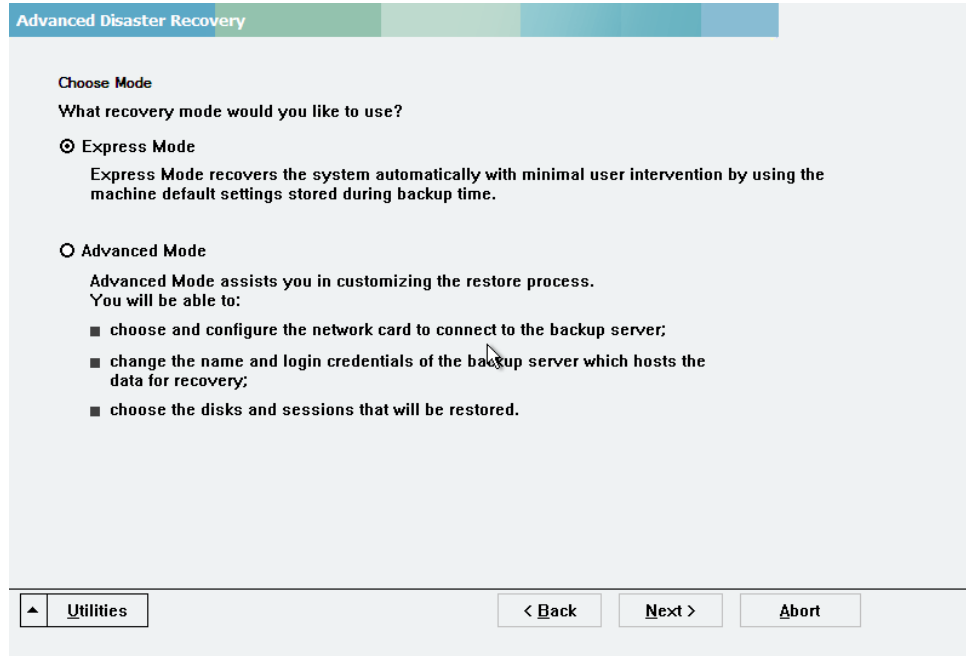 Advanced Disaster Recovery
Choose Mode
What recovery mode would you like to use?
Express Mode
Express Mode recovers the system automatically with minimal user intervention by using the
machine default settings stored during backup time.
Advanced Mode
Advanced Mode assists you in customizing the restore process.
You will be able to:
choose and configure the network card to connect to the backup server;
change the name and login credentials of the backup server which hosts the
data for recovery;
choose the disks and sessions that will be restored.
Utilities < Back Next > Abort